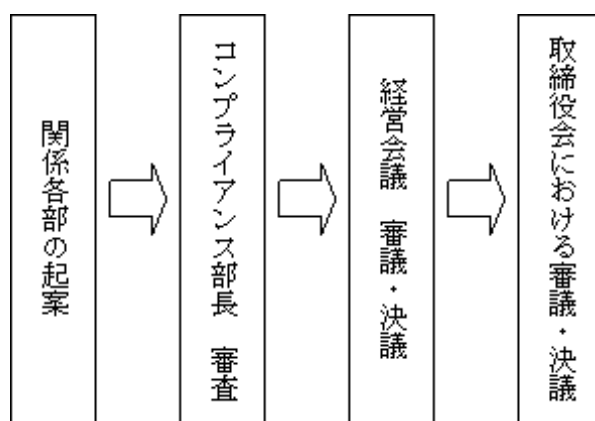 関係各部の起案
コンプライアンス部長　審査
経営会議　審議・決議
取締役会における審議・決議